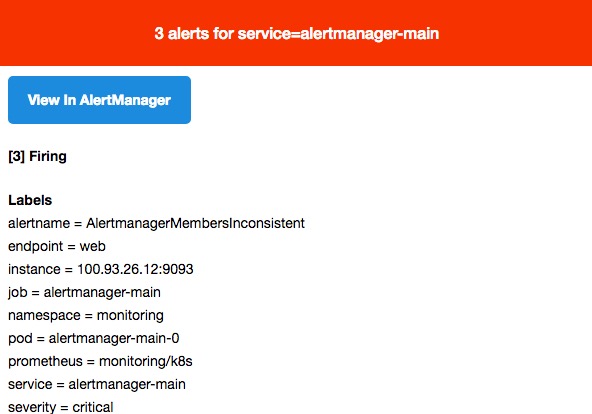 3 alerts for service=alertmanager-main
View In AlertManager
[3] Firing
Labels
alertname = AlertmanagerMembersInconsistent
endpoint = web
instance = 100.93.26.12:9093
job = alertmanager-main
namespace = monitoring
pod = alertmanager-main-0
prometheus = monitoring/k8s
service = alertmanager-main
severity = critical